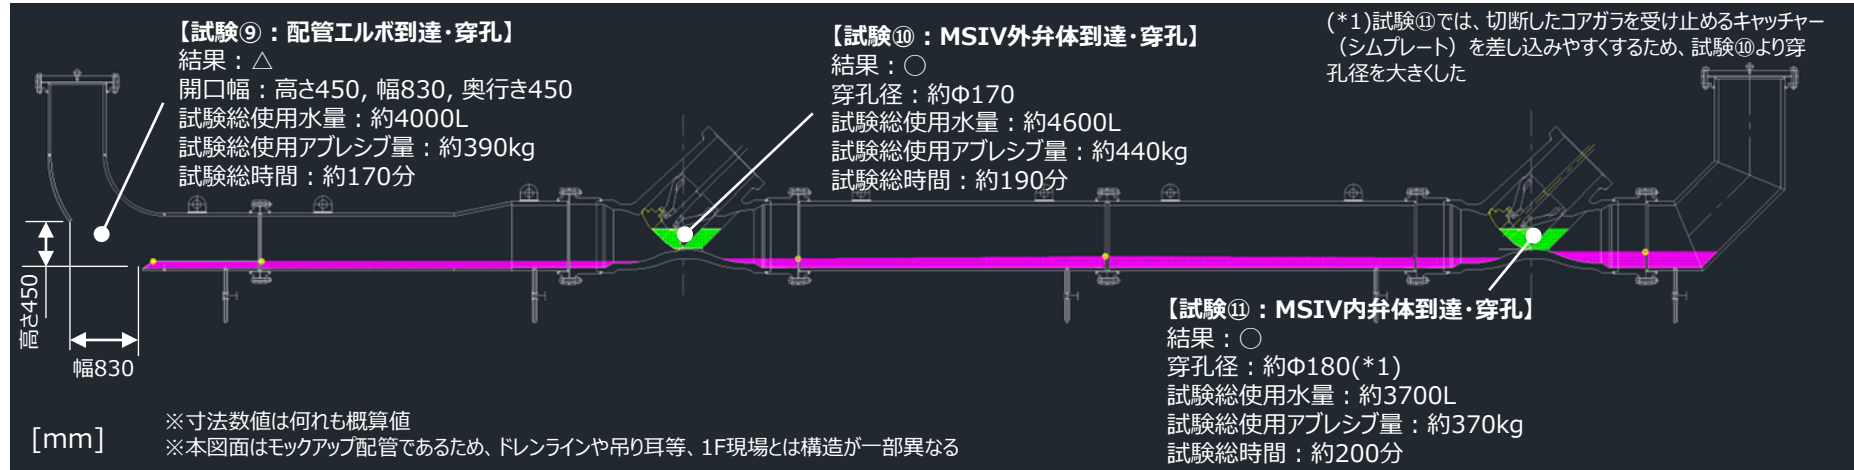 【試験⑨：配管エルボ到達・穿孔】
結果：△
開口幅：高さ450, 幅830, 奥行き450
試験総使用水量：約4000L
試験総使用アブレシブ量：約390kg
試験総時間：約170分
【試験⑩：MSIV外弁体到達・穿孔】
結果：○
穿孔径：約Φ170
試験総使用水量：約4600L
試験総使用アブレシブ量：約440kg
試験総時間：約190分
(*1)試験⑪では、切断したコアガラを受け止めるキャッチャー
（シムプレート）を差し込みやすくするため、試験⑩より穿
孔径を大きくした
高さ450
幅830
【試験⑪：MSIV内弁体到達・穿孔】
結果：○
穿孔径：約Φ180(*1)
試験総使用水量：約3700L
試験総使用アブレシブ量：約370kg
試験総時間：約200分
[mm]
※寸法数値は何れも概算値
※本図面はモックアップ配管であるため、ドレンラインや吊り耳等、1F現場とは構造が一部異なる